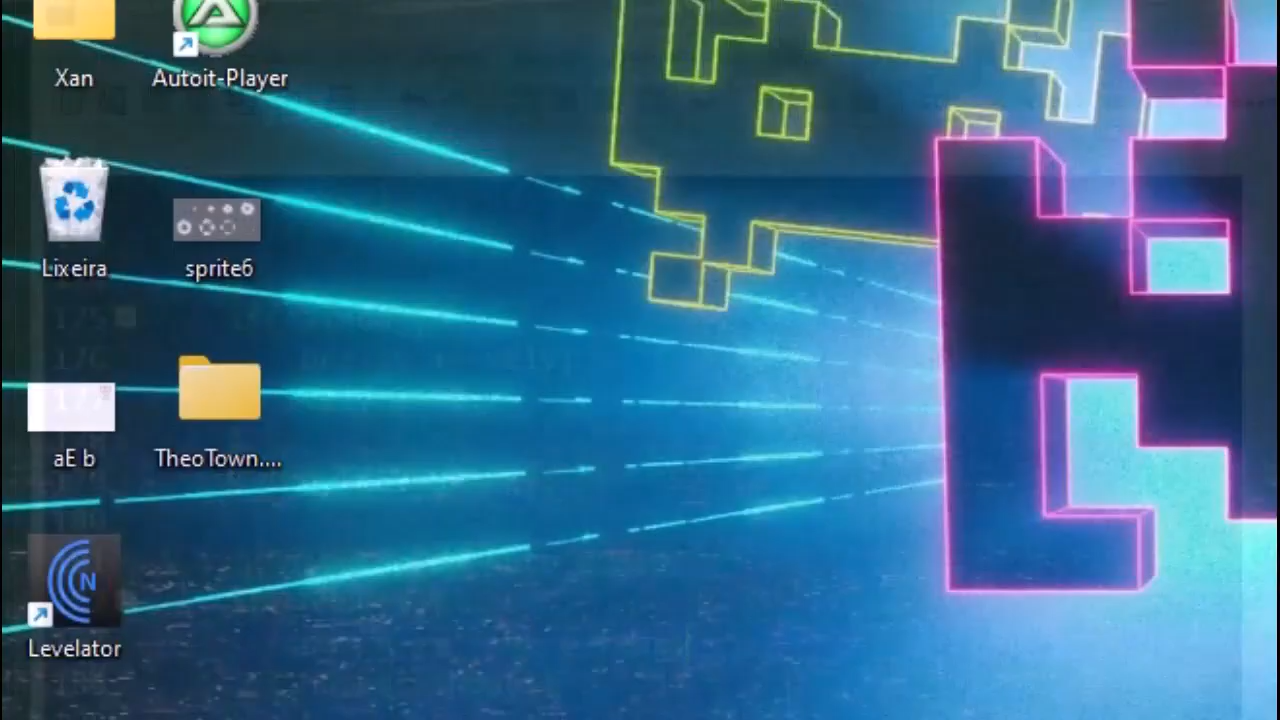 Xan
Autoit-Player
Lixeira
sprite6
aE b
TheoTown....
N
Levelator